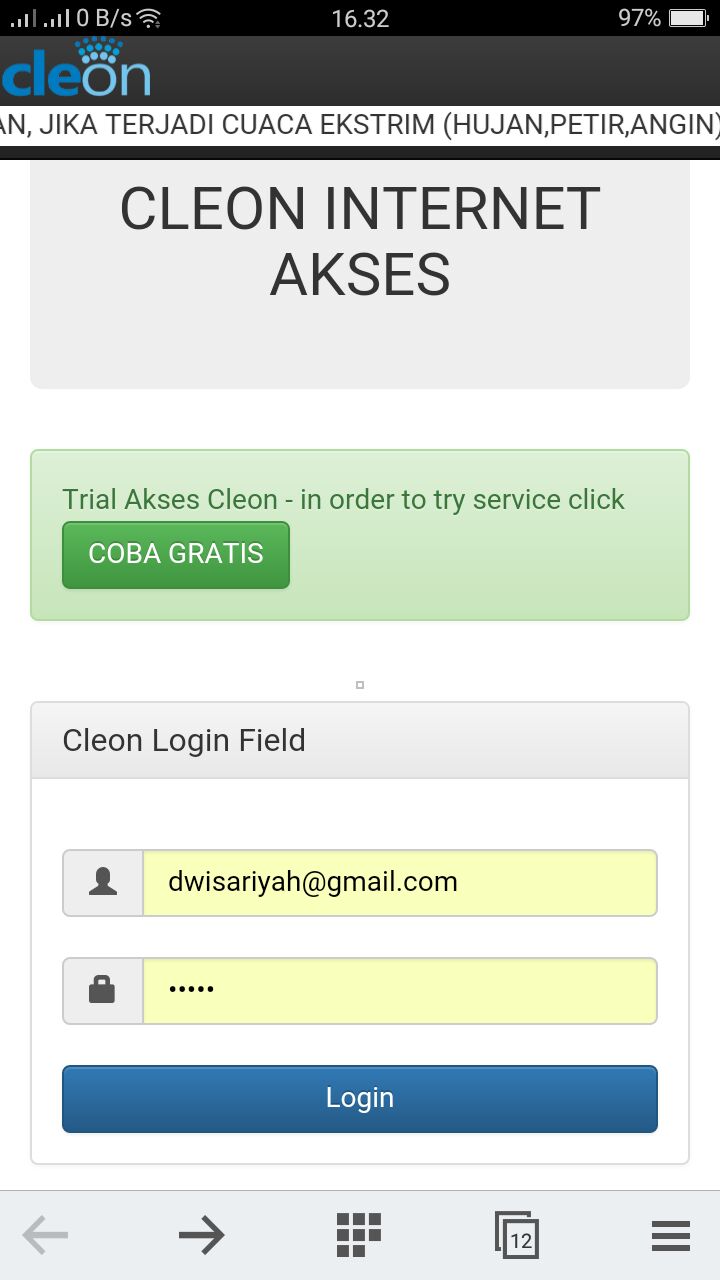 0 B/s 16.32 97%
cleon
AN, JIKA TERJADI CUACA EKSTRIM (HUJAN,PETIR,ANGIN)
CLEON INTERNET
AKSES
Trial Akses Cleon - in order to try service click
COBA GRATIS
Cleon Login Field
dwisariyah@gmail.com
•••••
Login
12